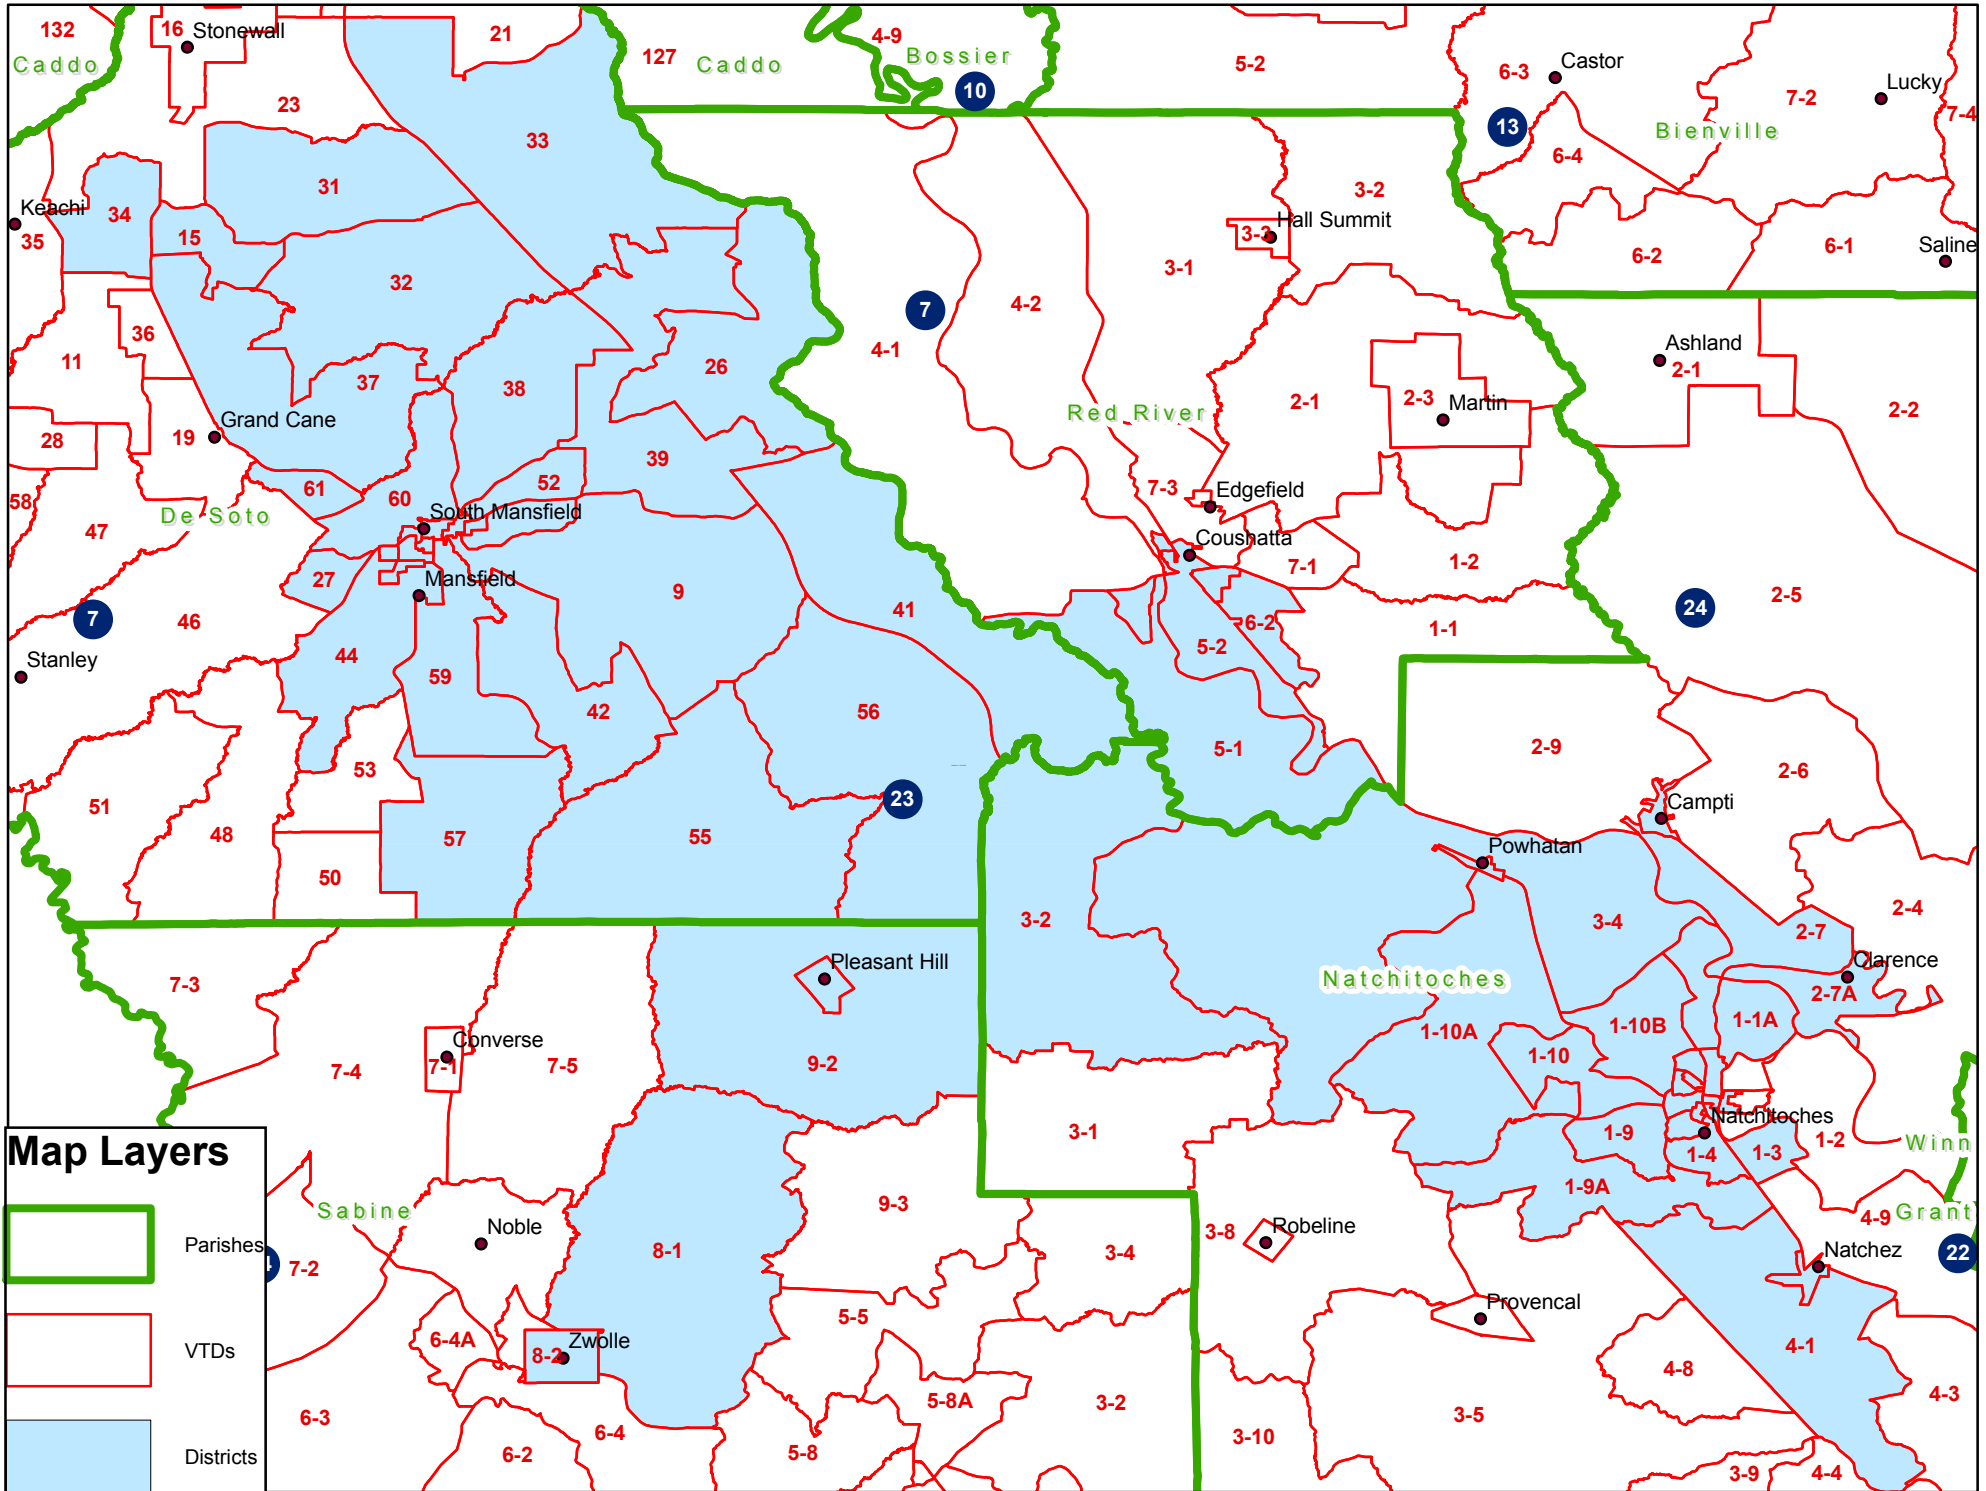 132
16
Stonewall
21
127
Caddo
4-9
Bossier
10
5-2
6-3
Castor
7-2
Lucky
7-4
Caddo
23
33
13
Bienville
6-4
31
3-2
Keachi
34
35
15
3-3
Hall Summit
6-2
6-1
Saline
32
3-1
7
4-2
4-1
36
11
37
38
26
Ashland
2-1
Red River
2-1
2-3
Martin
2-2
28
19
Grand Cane
39
58
61
60
52
South Mansfield
7-3
Edgefield
47
De Soto
Coushatta
7-1
1-2
27
Mansfield
9
41
24
2-5
7
46
6-2
1-1
Stanley
44
59
42
56
5-2
5-1
2-9
2-6
53
23
Campti
51
48
57
55
50
Powhatan
3-2
3-4
2-4
2-7
Clarence
2-7A
7-3
Pleasant Hill
Natchitoches
1-10A
1-10B
1-1A
1-10
Converse
7-1
7-4
7-5
9-2
3-1
Natchitoches
1-9
1-4
1-3
1-2
Winn
1-9A
Map Layers
Parishes
VTDs
Districts
Sabine
Noble
8-1
9-3
3-4
3-8
Robeline
4-9
Grant
Natchez
22
7-2
5-5
Provencal
6-4A
8-2
Zwolle
4-1
4-8
4-3
6-3
6-4
6-2
5-8A
5-8
3-2
3-10
3-5
3-9
4-4